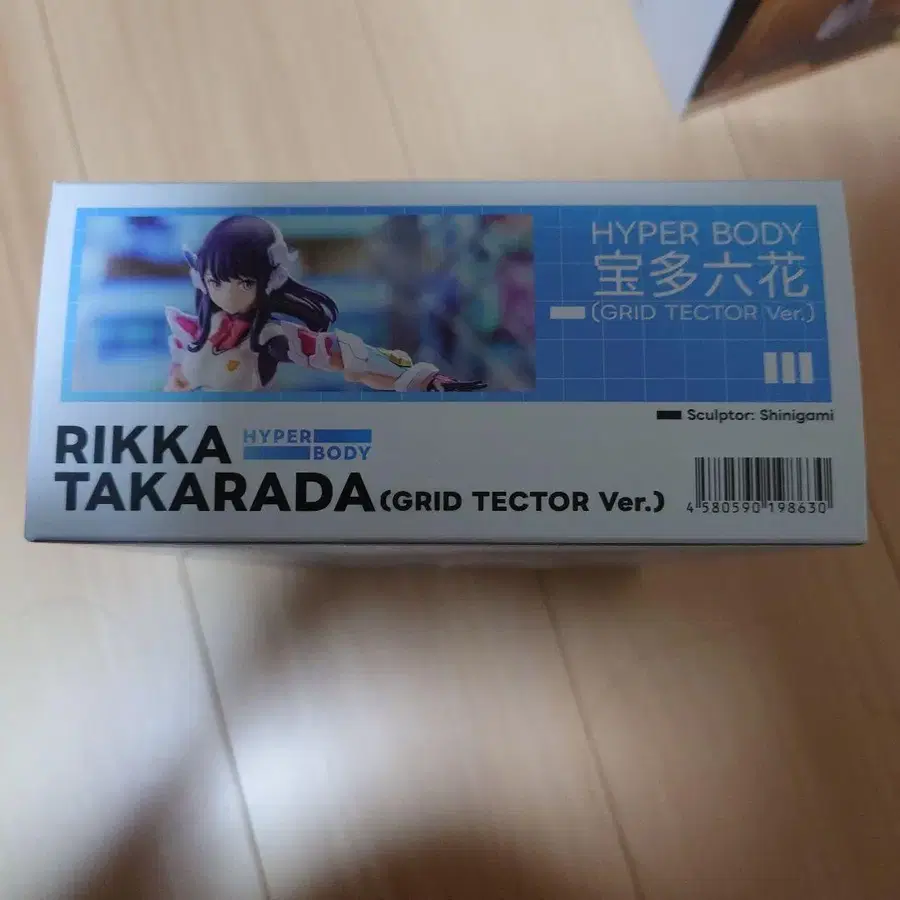 HYPER BODY
宝多六花
(GRID TECTOR Ver.)
Sculptor: Shinigami
RIKKA HYPER BODY
TAKARADA (GRID TECTOR Ver.)
4 580590 198630